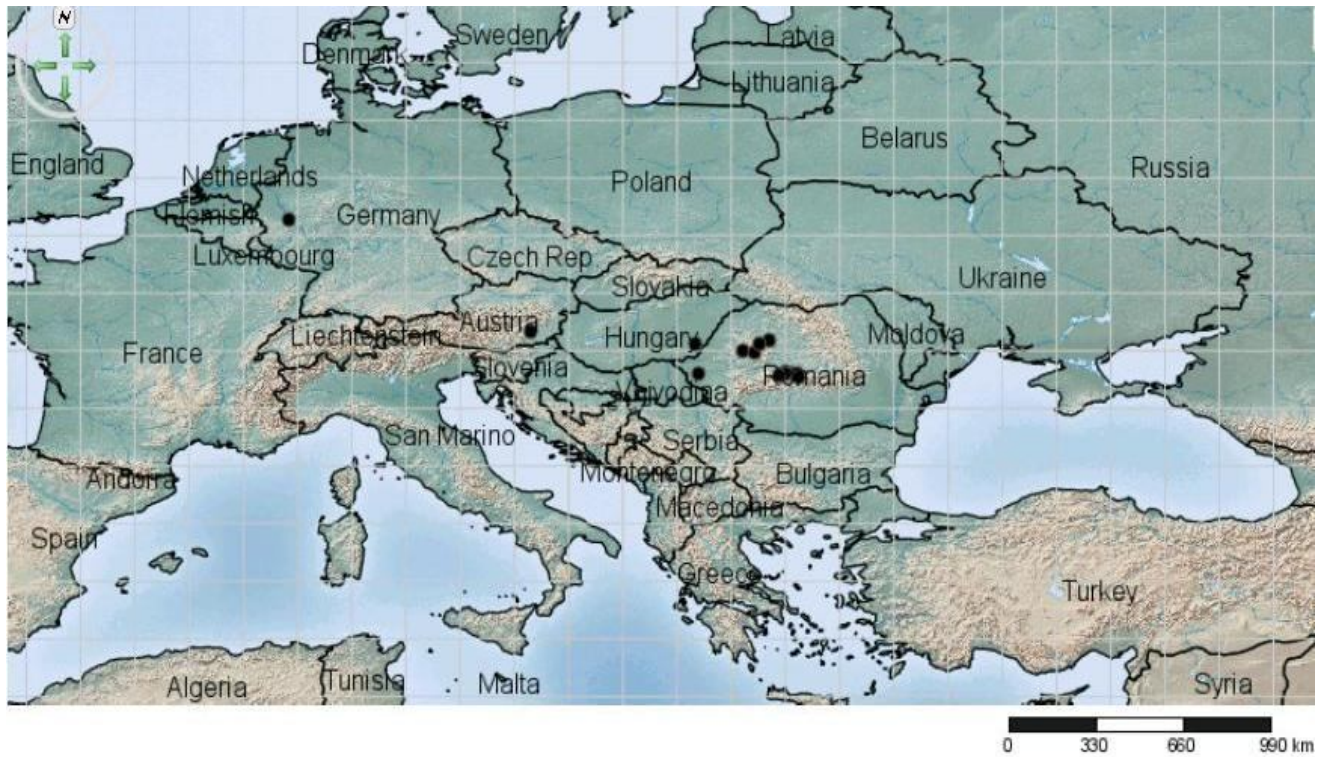 N
Sweden
Denmark
Latvia
Lithuania
Belarus
Russia
England
Netherlands
Poland
Flemish
Germany
Luxembourg
Czech Rep
Ukraine
Slovakia
Liechtenstein
Austria
Hungary
Moldova
France
Slovenia
Vojvodina
Romania
San Marino
Serbia
Andorra
Montenegro
Bulgaria
Macedonia
Spain
Greece
Turkey
Algeria
Tunisia
Malta
Syria
0 330 660 990 km